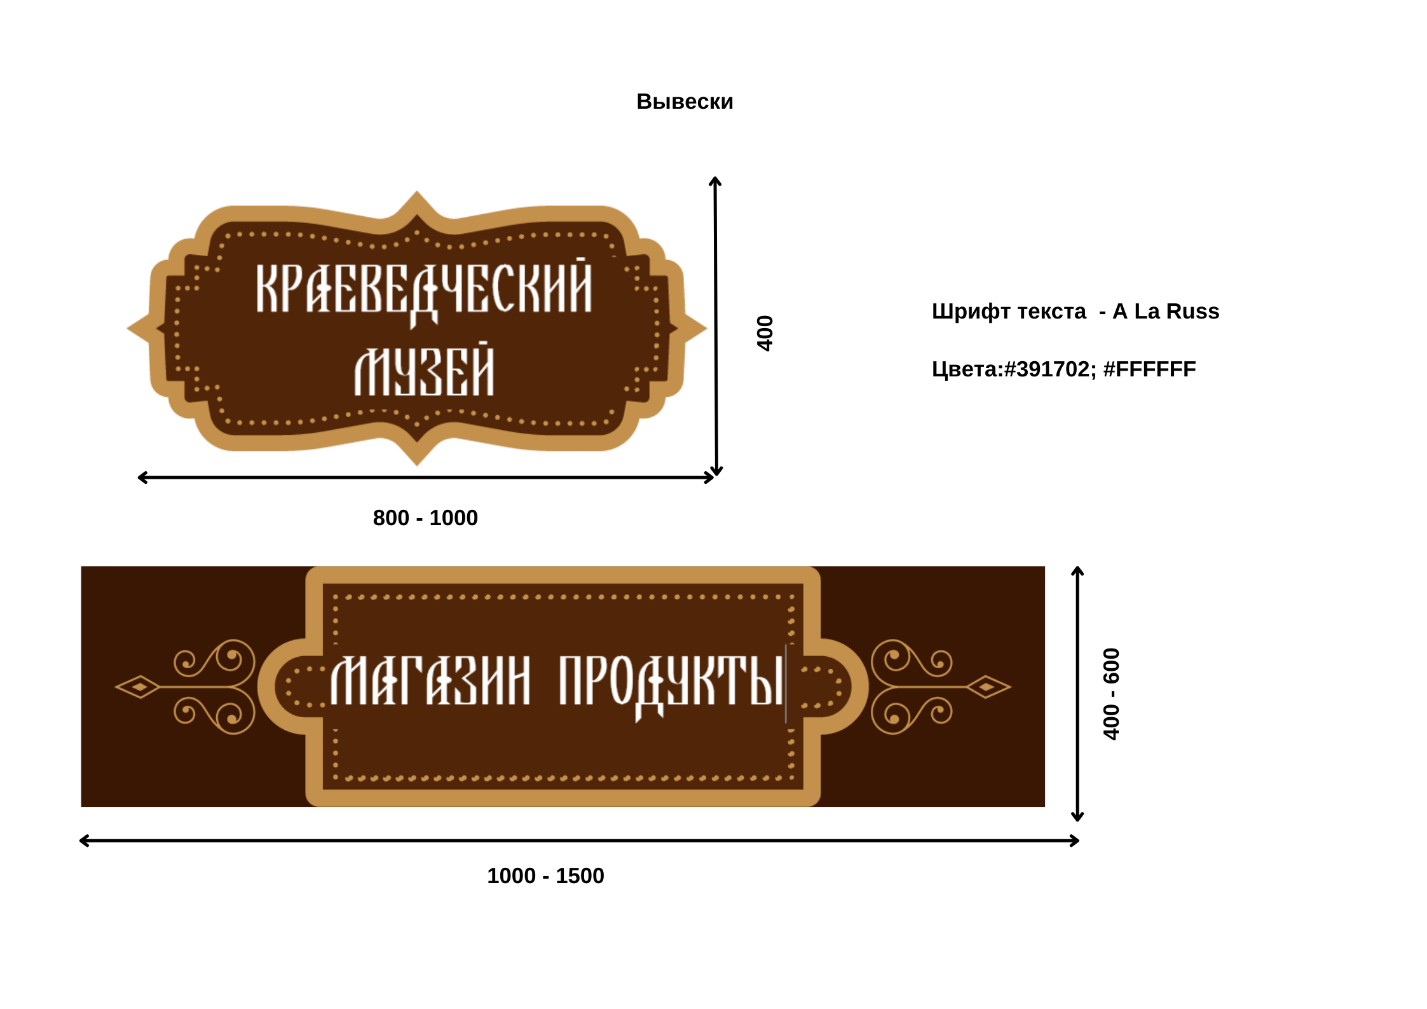 Вывески
КРАЕВЕДЧЕСКИЙ
МУЗЕЙ
400
Шрифт текста  - A La Russ
Цвета:#391702; #FFFFFF
800 - 1000
МАГАЗИН ПРОДУКТЫ
400 - 600
1000 - 1500